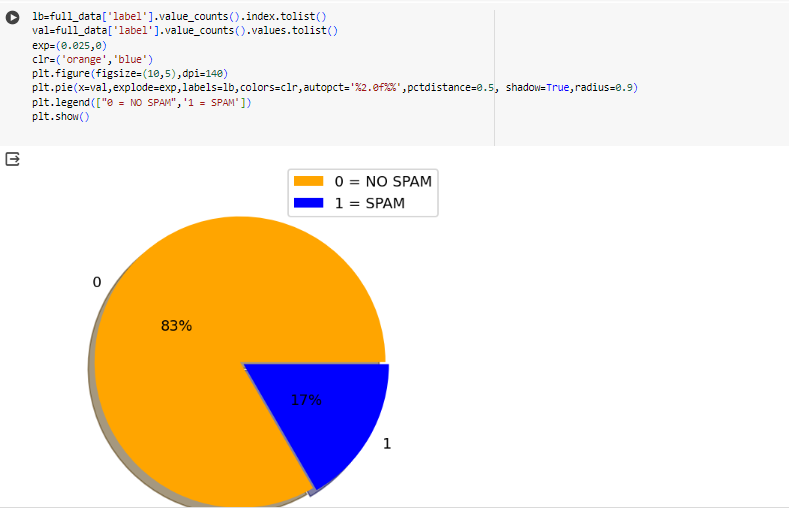 lb=full_data['label'].value_counts().index.tolist()
val=full_data['label'].value_counts().values.tolist()
exp=(0.025,0)
clr=('orange','blue')
plt.figure(figsize=(10,5),dpi=140)
plt.pie(x=val,explode=exp,labels=lb,colors=clr,autopct='%2.0f%%',pctdistance=0.5, shadow=True,radius=0.9)
plt.legend(["0 = NO SPAM",'1 = SPAM'])
plt.show()
0 = NO SPAM
1 = SPAM
0
83%
17%
1